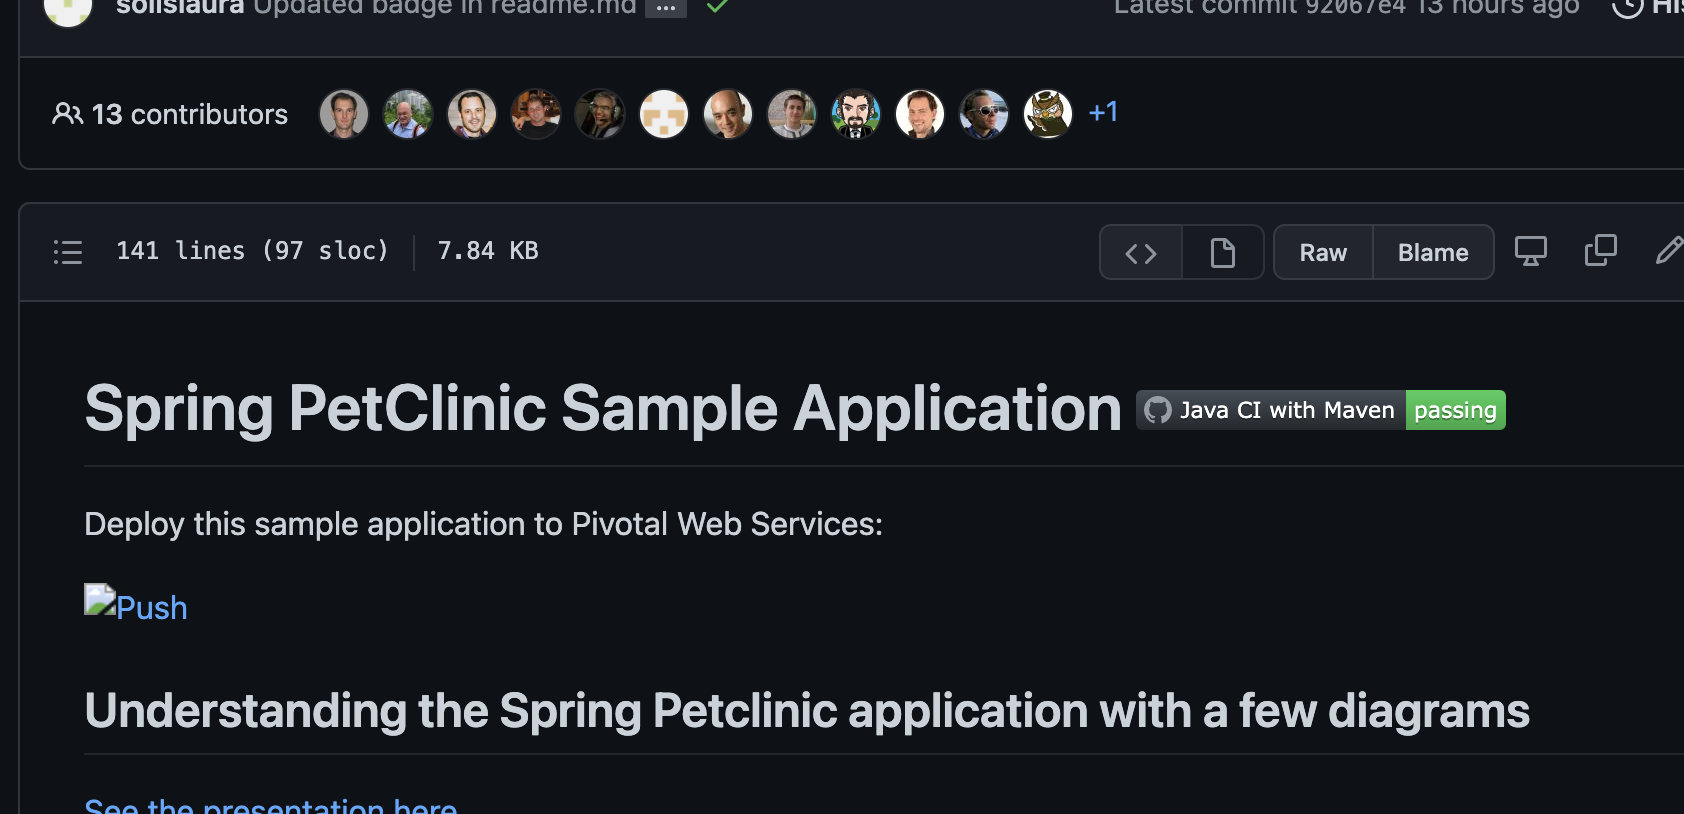 solislaura Updated badge in readme.md ... Latest commit 92067e4 13 hours ago
13 contributors +1
141 lines (97 sloc) 7.84 KB Raw Blame
Spring PetClinic Sample Application Java CI with Maven passing
Deploy this sample application to Pivotal Web Services:
Push
Understanding the Spring Petclinic application with a few diagrams
See the presentation here